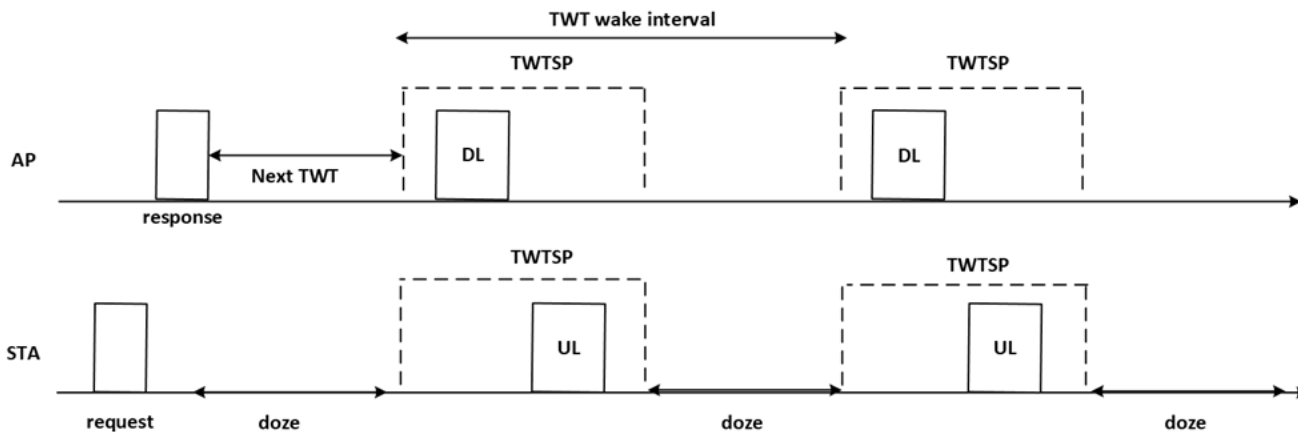 TWT wake interval
TWTSP
TWTSP
AP
DL
DL
Next TWT
response
TWTSP
TWTSP
STA
UL
UL
request
doze
doze
doze